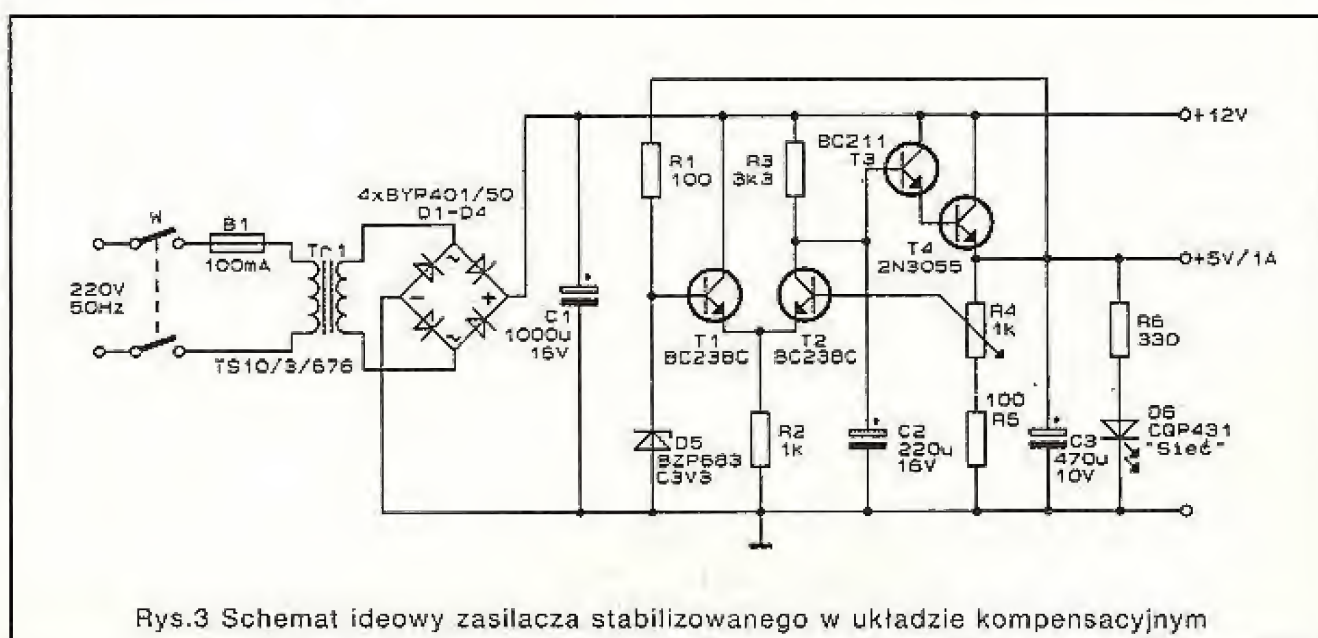 W
B1
100mA
220V
50Hz
Tr1
TS10/3/676
4xBYP401/50
D1-D4
~
-
+
~
C1
1000u
16V
R1
100
R3
3k3
BC211
T3
T4
2N3055
T1
BC238C
T2
BC238C
D5
BZP683
C3V3
R2
1k
C2
220u
16V
R4
1k
100
R5
C3
470u
10V
R6
330
D6
CQP431
"Sieć"
+12V
+5V/1A
Rys.3 Schemat ideowy zasilacza stabilizowanego w układzie kompensacyjnym